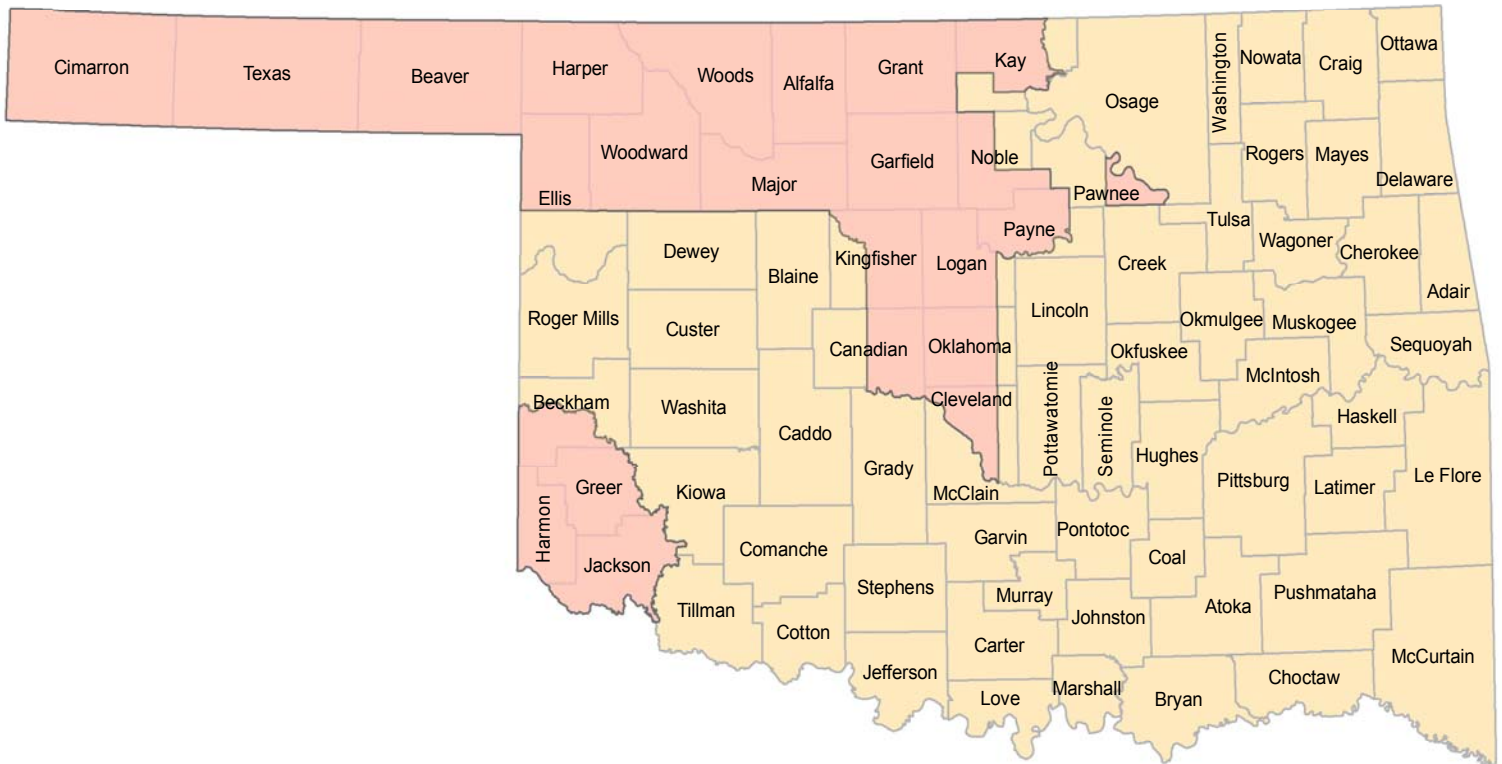 Cimarron
Texas
Beaver
Harper
Woods
Alfalfa
Grant
Kay
Osage
Washington
Nowata
Craig
Ottawa
Ellis
Woodward
Major
Garfield
Noble
Pawnee
Rogers
Mayes
Delaware
Dewey
Blaine
Kingfisher
Logan
Payne
Creek
Tulsa
Wagoner
Cherokee
Adair
Roger Mills
Custer
Canadian
Oklahoma
Lincoln
Okfuskee
Okmulgee
Muskogee
Sequoyah
Beckham
Washita
Caddo
Grady
Cleveland
Pottawatomie
Seminole
Hughes
McIntosh
Haskell
Harmon
Greer
Kiowa
McClain
Pittsburg
Latimer
Le Flore
Jackson
Comanche
Garvin
Pontotoc
Coal
Tillman
Cotton
Stephens
Murray
Johnston
Atoka
Pushmataha
Jefferson
Carter
Love
Marshall
Bryan
Choctaw
McCurtain